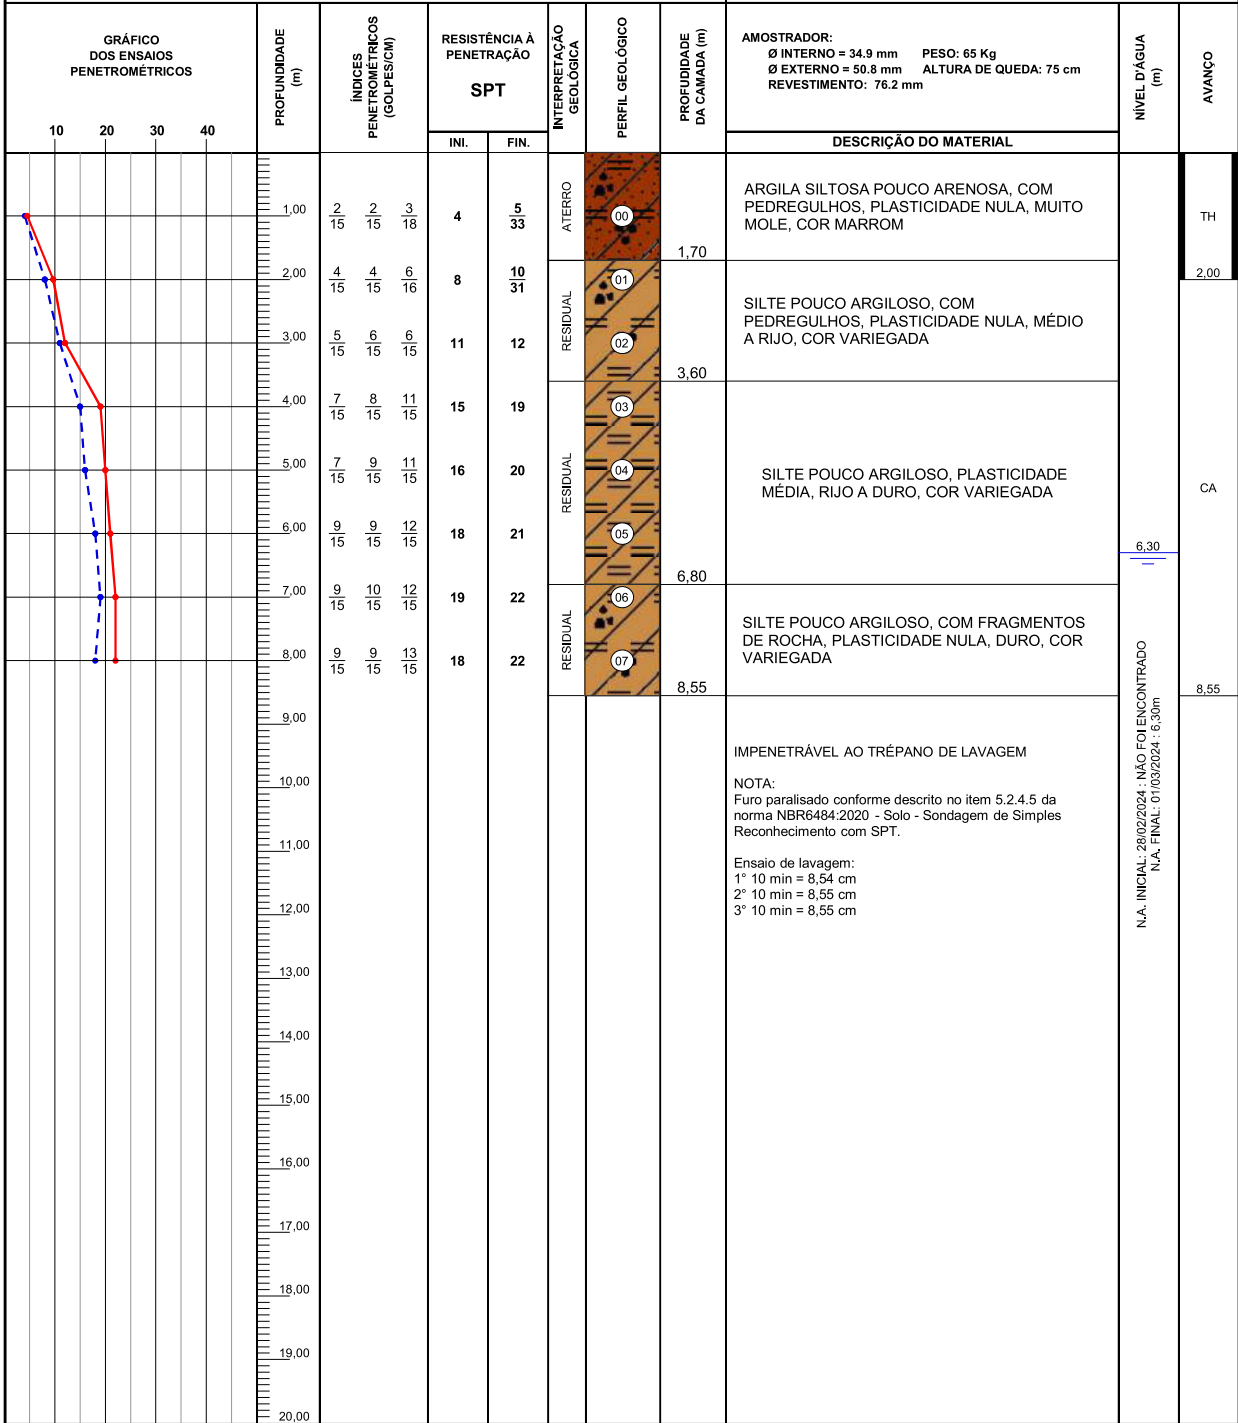 GRÁFICO
DOS ENSAIOS
PENETROMÉTRICOS
10 20 30 40
PROFUNDIDADE
(m)
ÍNDICES
PENETROMÉTRICOS
(GOLPES/CM)
RESISTÊNCIA À
PENETRAÇÃO
SPT
INI. FIN.
INTERPRETAÇÃO
GEOLÓGICA
PERFIL GEOLÓGICO
PROFUDIDADE
DA CAMADA (m)
AMOSTRADOR:
Ø INTERNO = 34.9 mm PESO: 65 Kg
Ø EXTERNO = 50.8 mm ALTURA DE QUEDA: 75 cm
REVESTIMENTO: 76.2 mm
DESCRIÇÃO DO MATERIAL
NÍVEL D'ÁGUA
(m)
AVANÇO
1,00 2/15 2/15 3/18 4 5/33
2,00 4/15 4/15 6/16 8 10/31
3,00 5/15 6/15 6/15 11 12
4,00 7/15 8/15 11/15 15 19
5,00 7/15 9/15 11/15 16 20
6,00 9/15 9/15 12/15 18 21
7,00 9/15 10/15 12/15 19 22
8,00 9/15 9/15 13/15 18 22
9,00
10,00
11,00
12,00
13,00
14,00
15,00
16,00
17,00
18,00
19,00
20,00
ATERRO
00
1,70
ARGILA SILTOSA POUCO ARENOSA, COM
PEDREGULHOS, PLASTICIDADE NULA, MUITO
MOLE, COR MARROM
RESIDUAL
01
02
3,60
SILTE POUCO ARGILOSO, COM
PEDREGULHOS, PLASTICIDADE NULA, MÉDIO
A RIJO, COR VARIEGADA
RESIDUAL
03
04
05
6,80
SILTE POUCO ARGILOSO, PLASTICIDADE
MÉDIA, RIJO A DURO, COR VARIEGADA
RESIDUAL
06
07
8,55
SILTE POUCO ARGILOSO, COM FRAGMENTOS
DE ROCHA, PLASTICIDADE NULA, DURO, COR
VARIEGADA
IMPENETRÁVEL AO TRÉPANO DE LAVAGEM
NOTA:
Furo paralisado conforme descrito no item 5.2.4.5 da
norma NBR6484:2020 - Solo - Sondagem de Simples
Reconhecimento com SPT.
Ensaio de lavagem:
1° 10 min = 8,54 cm
2° 10 min = 8,55 cm
3° 10 min = 8,55 cm
6,30
N.A. INICIAL: 28/02/2024 : NÃO FOI ENCONTRADO
N.A. FINAL: 01/03/2024 : 6,30m
TH
2,00
CA
8,55